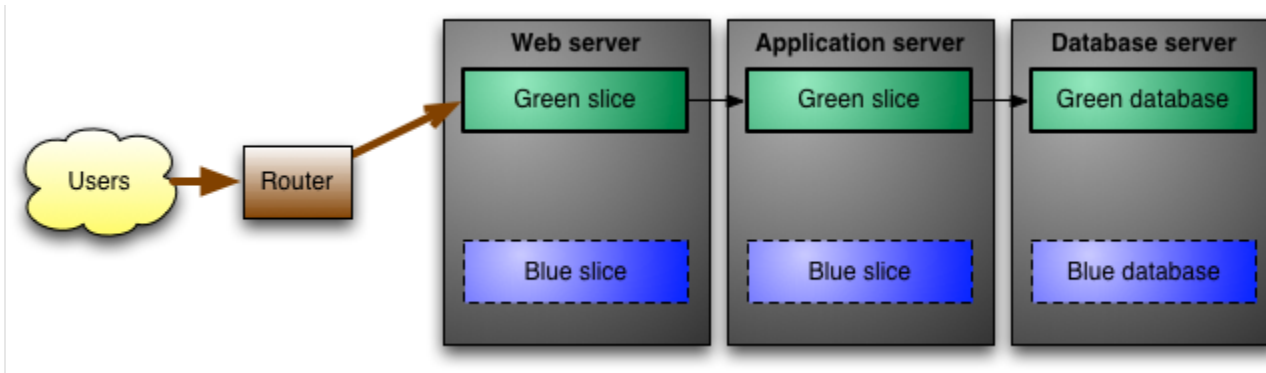 Web server
Application server
Database server
Green slice
Green slice
Green database
Users
Router
Blue slice
Blue slice
Blue database